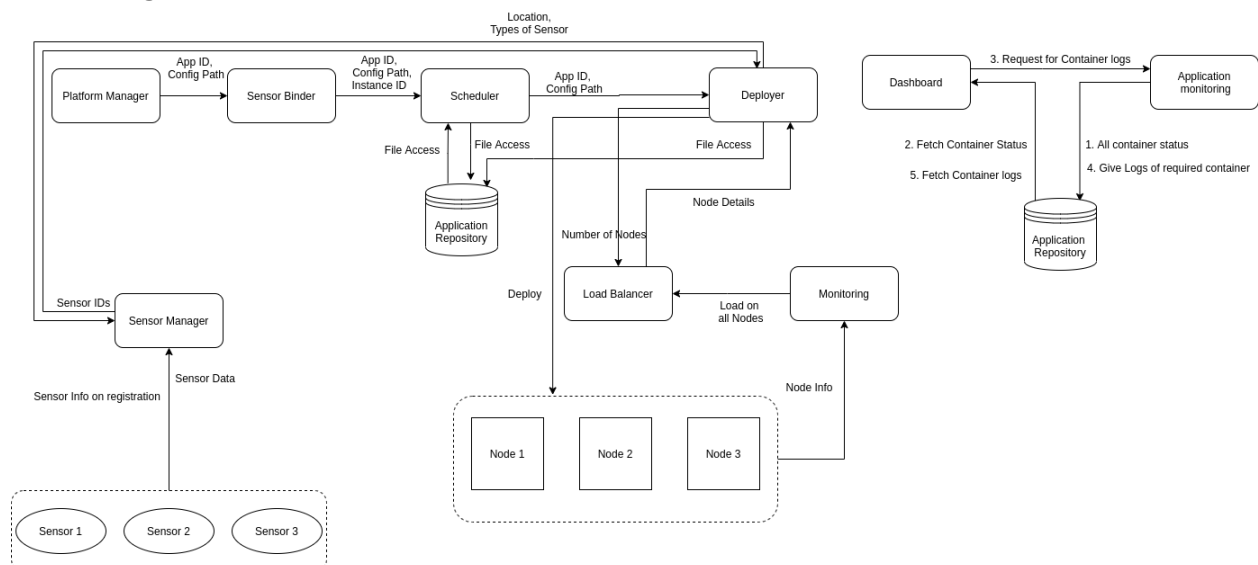 Location,
Types of Sensor
App ID,
Config Path
App ID,
Config Path,
Instance ID
App ID,
Config Path
3. Request for Container logs
Platform Manager
Sensor Binder
Scheduler
Deployer
Dashboard
Application
monitoring
File Access
File Access
File Access
2. Fetch Container Status
5. Fetch Container logs
1. All container status
4. Give Logs of required container
Application
Repository
Node Details
Number of Nodes
Application
Repository
Sensor IDs
Sensor Manager
Deploy
Load Balancer
Load on
all Nodes
Monitoring
Sensor Data
Sensor Info on registration
Node Info
Node 1
Node 2
Node 3
Sensor 1
Sensor 2
Sensor 3